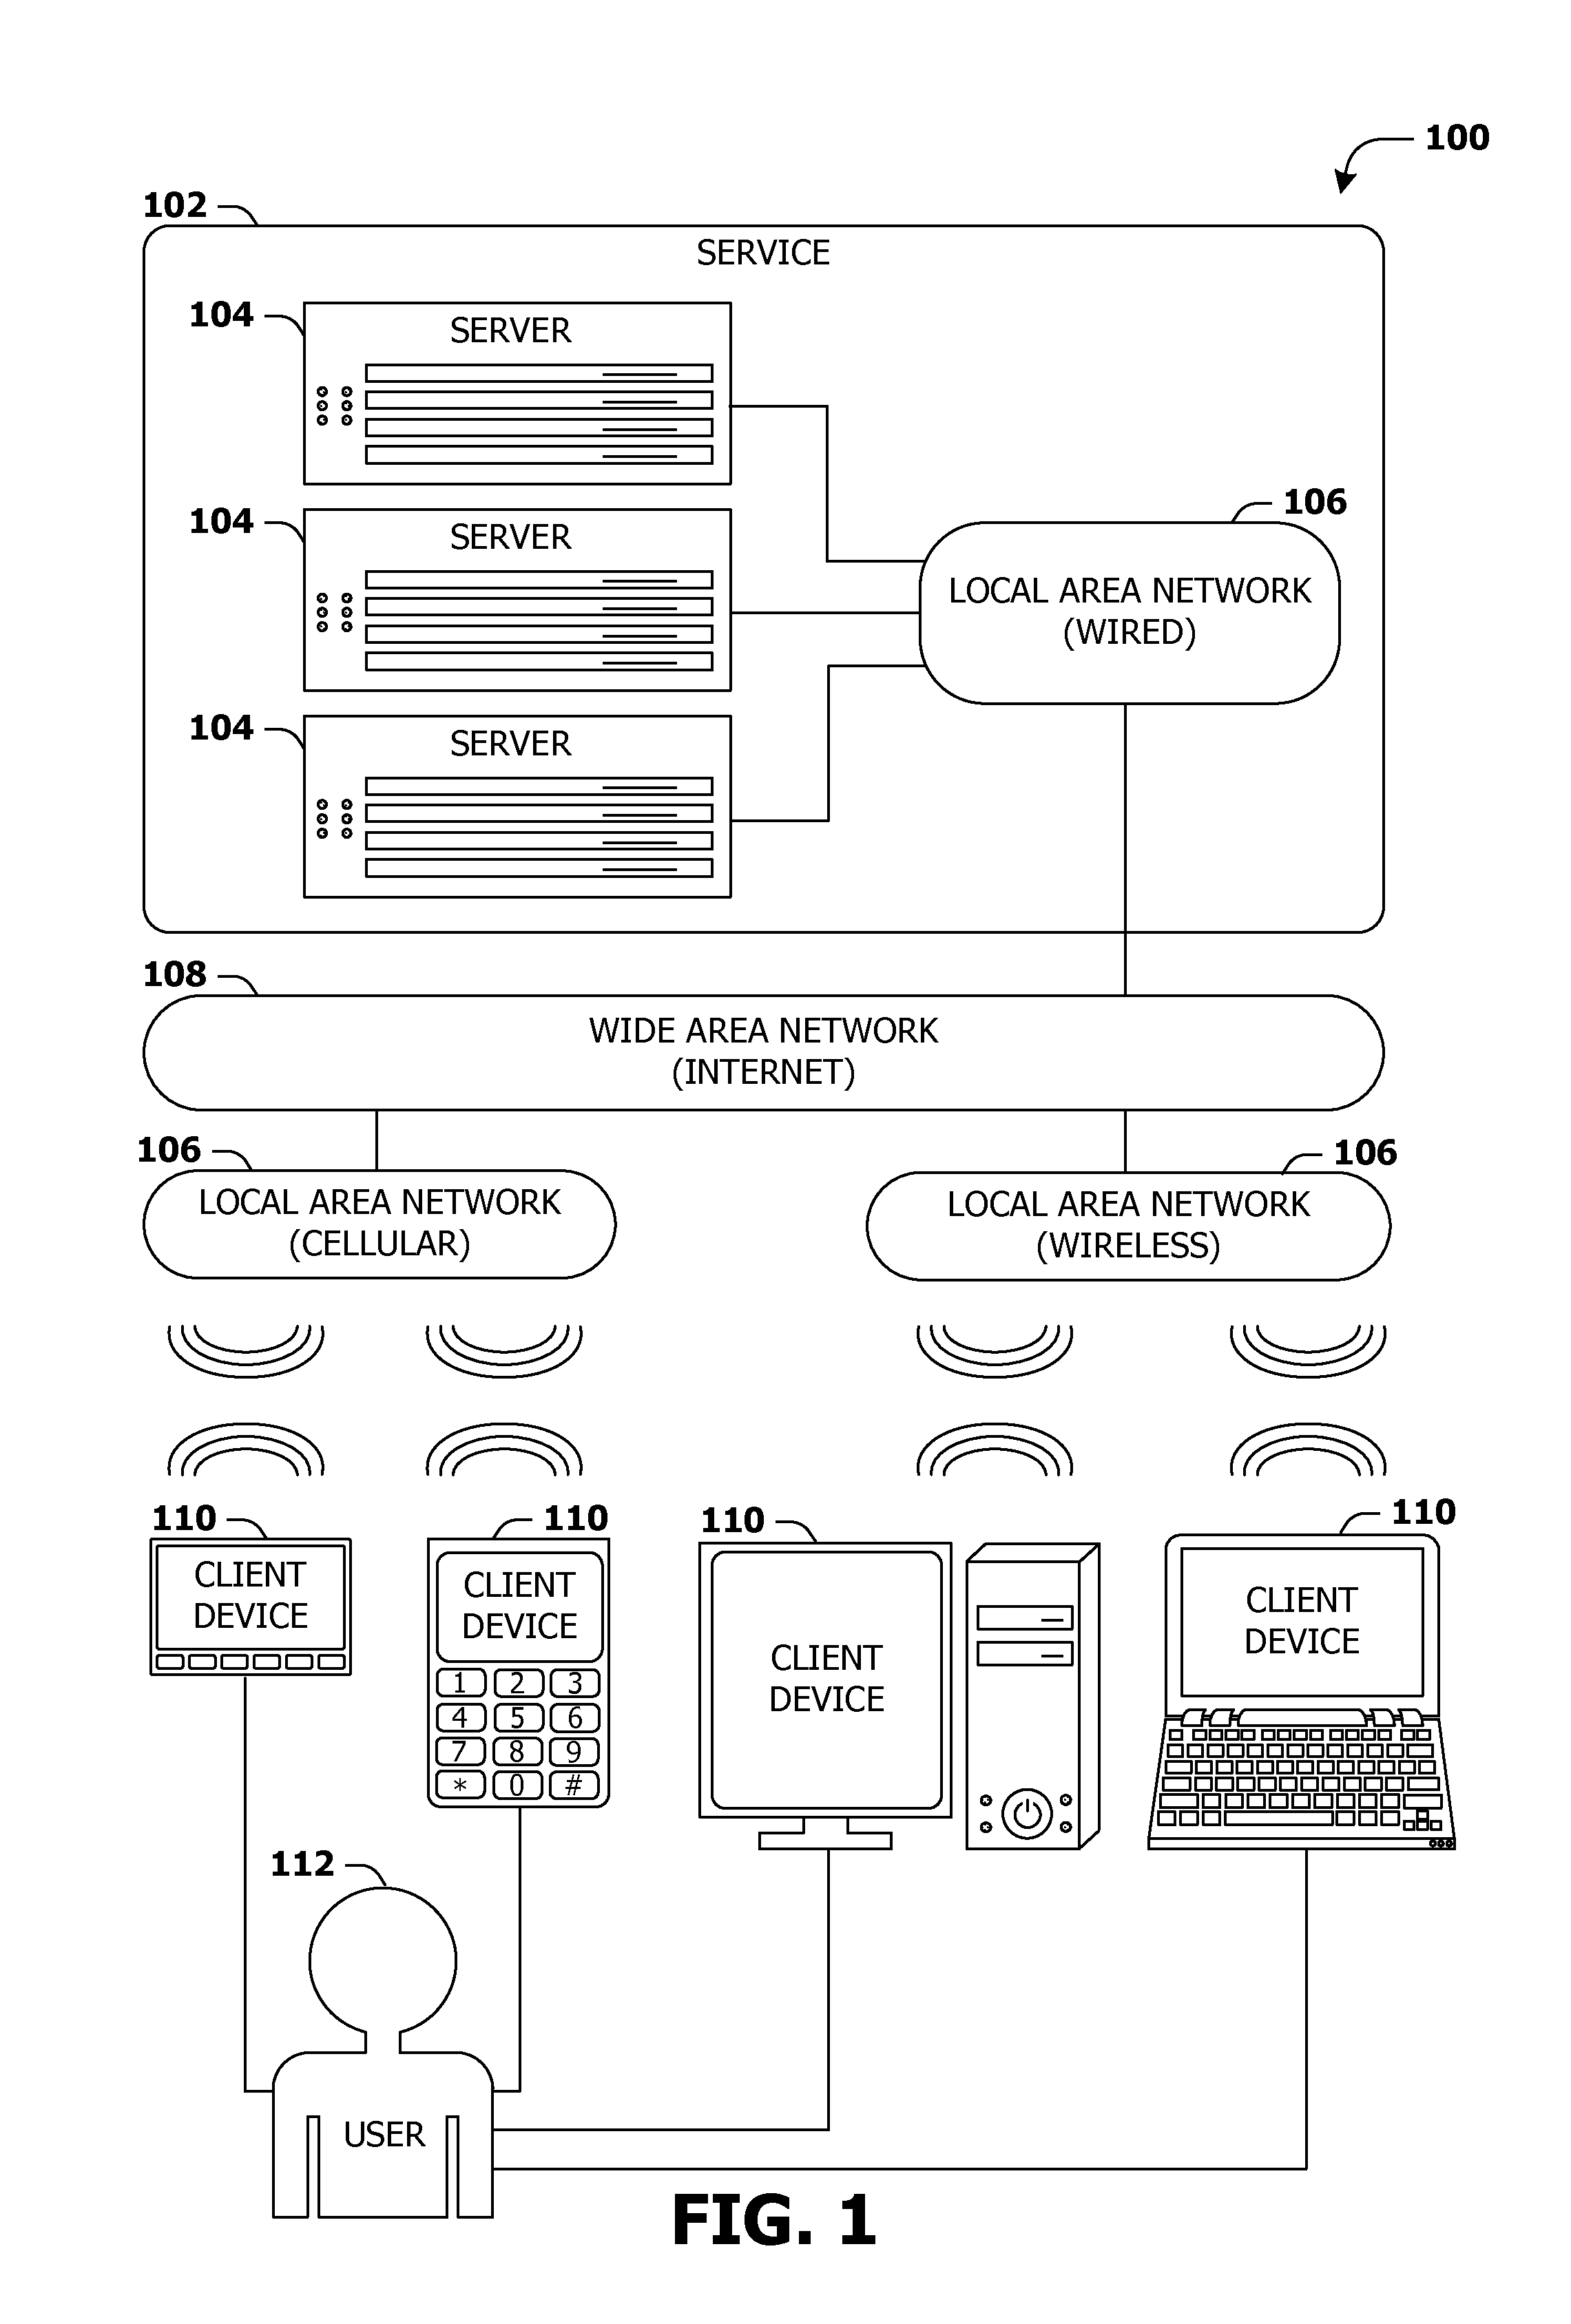 100
102
SERVICE
104
SERVER
104
SERVER
106
LOCAL AREA NETWORK
(WIRED)
104
SERVER
108
WIDE AREA NETWORK
(INTERNET)
106
LOCAL AREA NETWORK
(CELLULAR)
106
LOCAL AREA NETWORK
(WIRELESS)
110
CLIENT
DEVICE
110
CLIENT
DEVICE
1 2 3
4 5 6
7 8 9
* 0 #
110
CLIENT
DEVICE
110
CLIENT
DEVICE
112
USER
FIG. 1